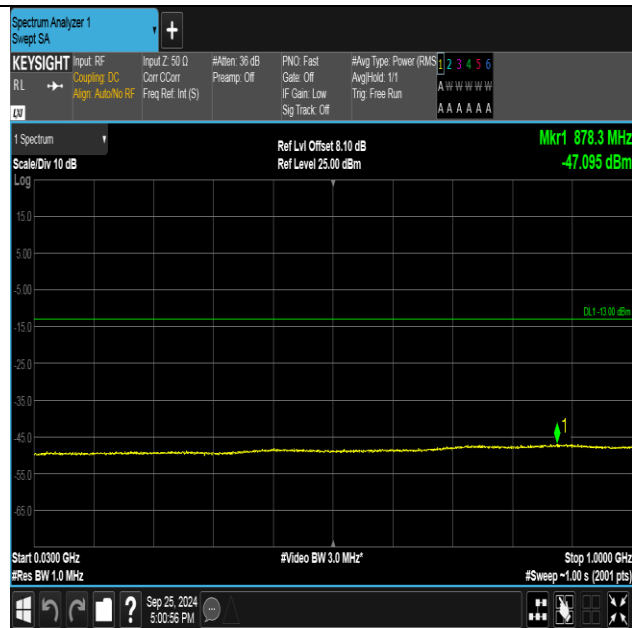 Spectrum Analyzer 1
Swept SA
+
KEYSIGHT Input: RF Input Z: 50 Ω #Atten: 36 dB PNO: Fast #Avg Type: Power (RMS 1 2 3 4 5 6
RL Coupling: DC Corr CCorr Preamp: Off Gate: Off Avg|Hold: 1/1 A W W W W W
Align: Auto/No RF Freq Ref: Int (S) IF Gain: Low Trig: Free Run
LXI Sig Track: Off A A A A A A
1 Spectrum Ref Lvl Offset 8.10 dB Mkr1 878.3 MHz
Scale/Div 10 dB Ref Level 25.00 dBm -47.095 dBm
Log
15.0
5.00
-5.00
DL1 -13.00 dBm
-15.0
-25.0
-35.0
1
-45.0
-55.0
-65.0
Start 0.0300 GHz #Video BW 3.0 MHz* Stop 1.0000 GHz
#Res BW 1.0 MHz #Sweep ~1.00 s (2001 pts)
? Sep 25, 2024
5:00:56 PM